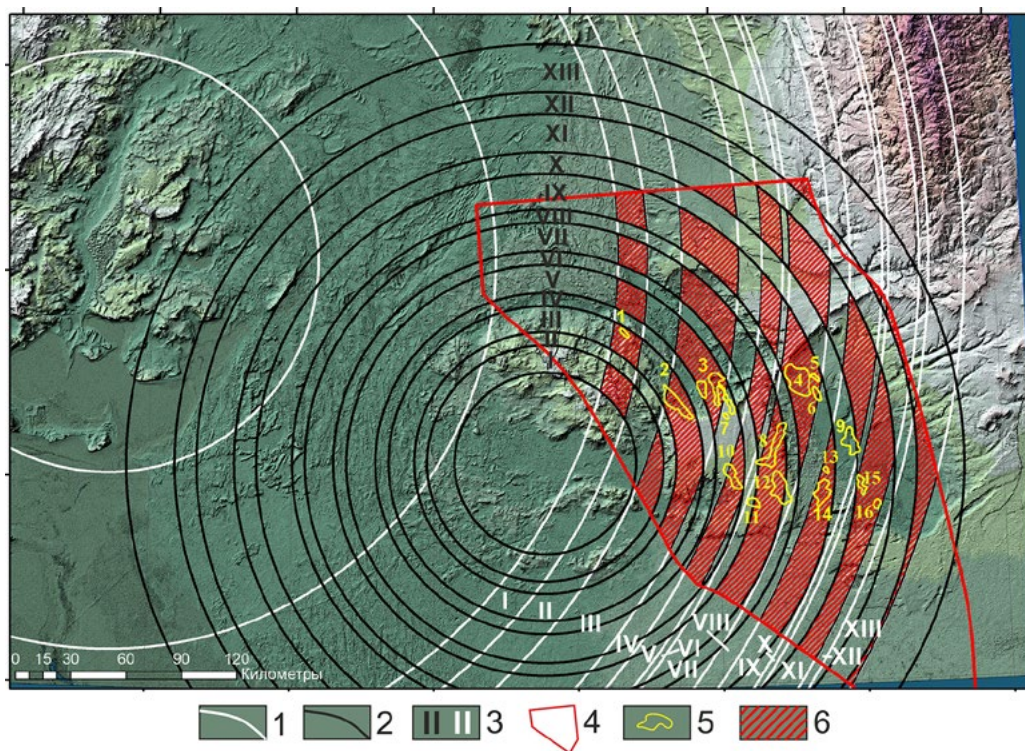 XIII
XII
XI
X
IX
VIII
VII
VI
V
IV
III
II
I
1
2
3
4
5
6
7
8
9
10
11
12
13
14
15
16
I
II
III
IV
V
VI
VII
VIII
IX
X
XI
XII
XIII
0 15 30 60 90 120
Километры
II II
1 2 3 4 5 6